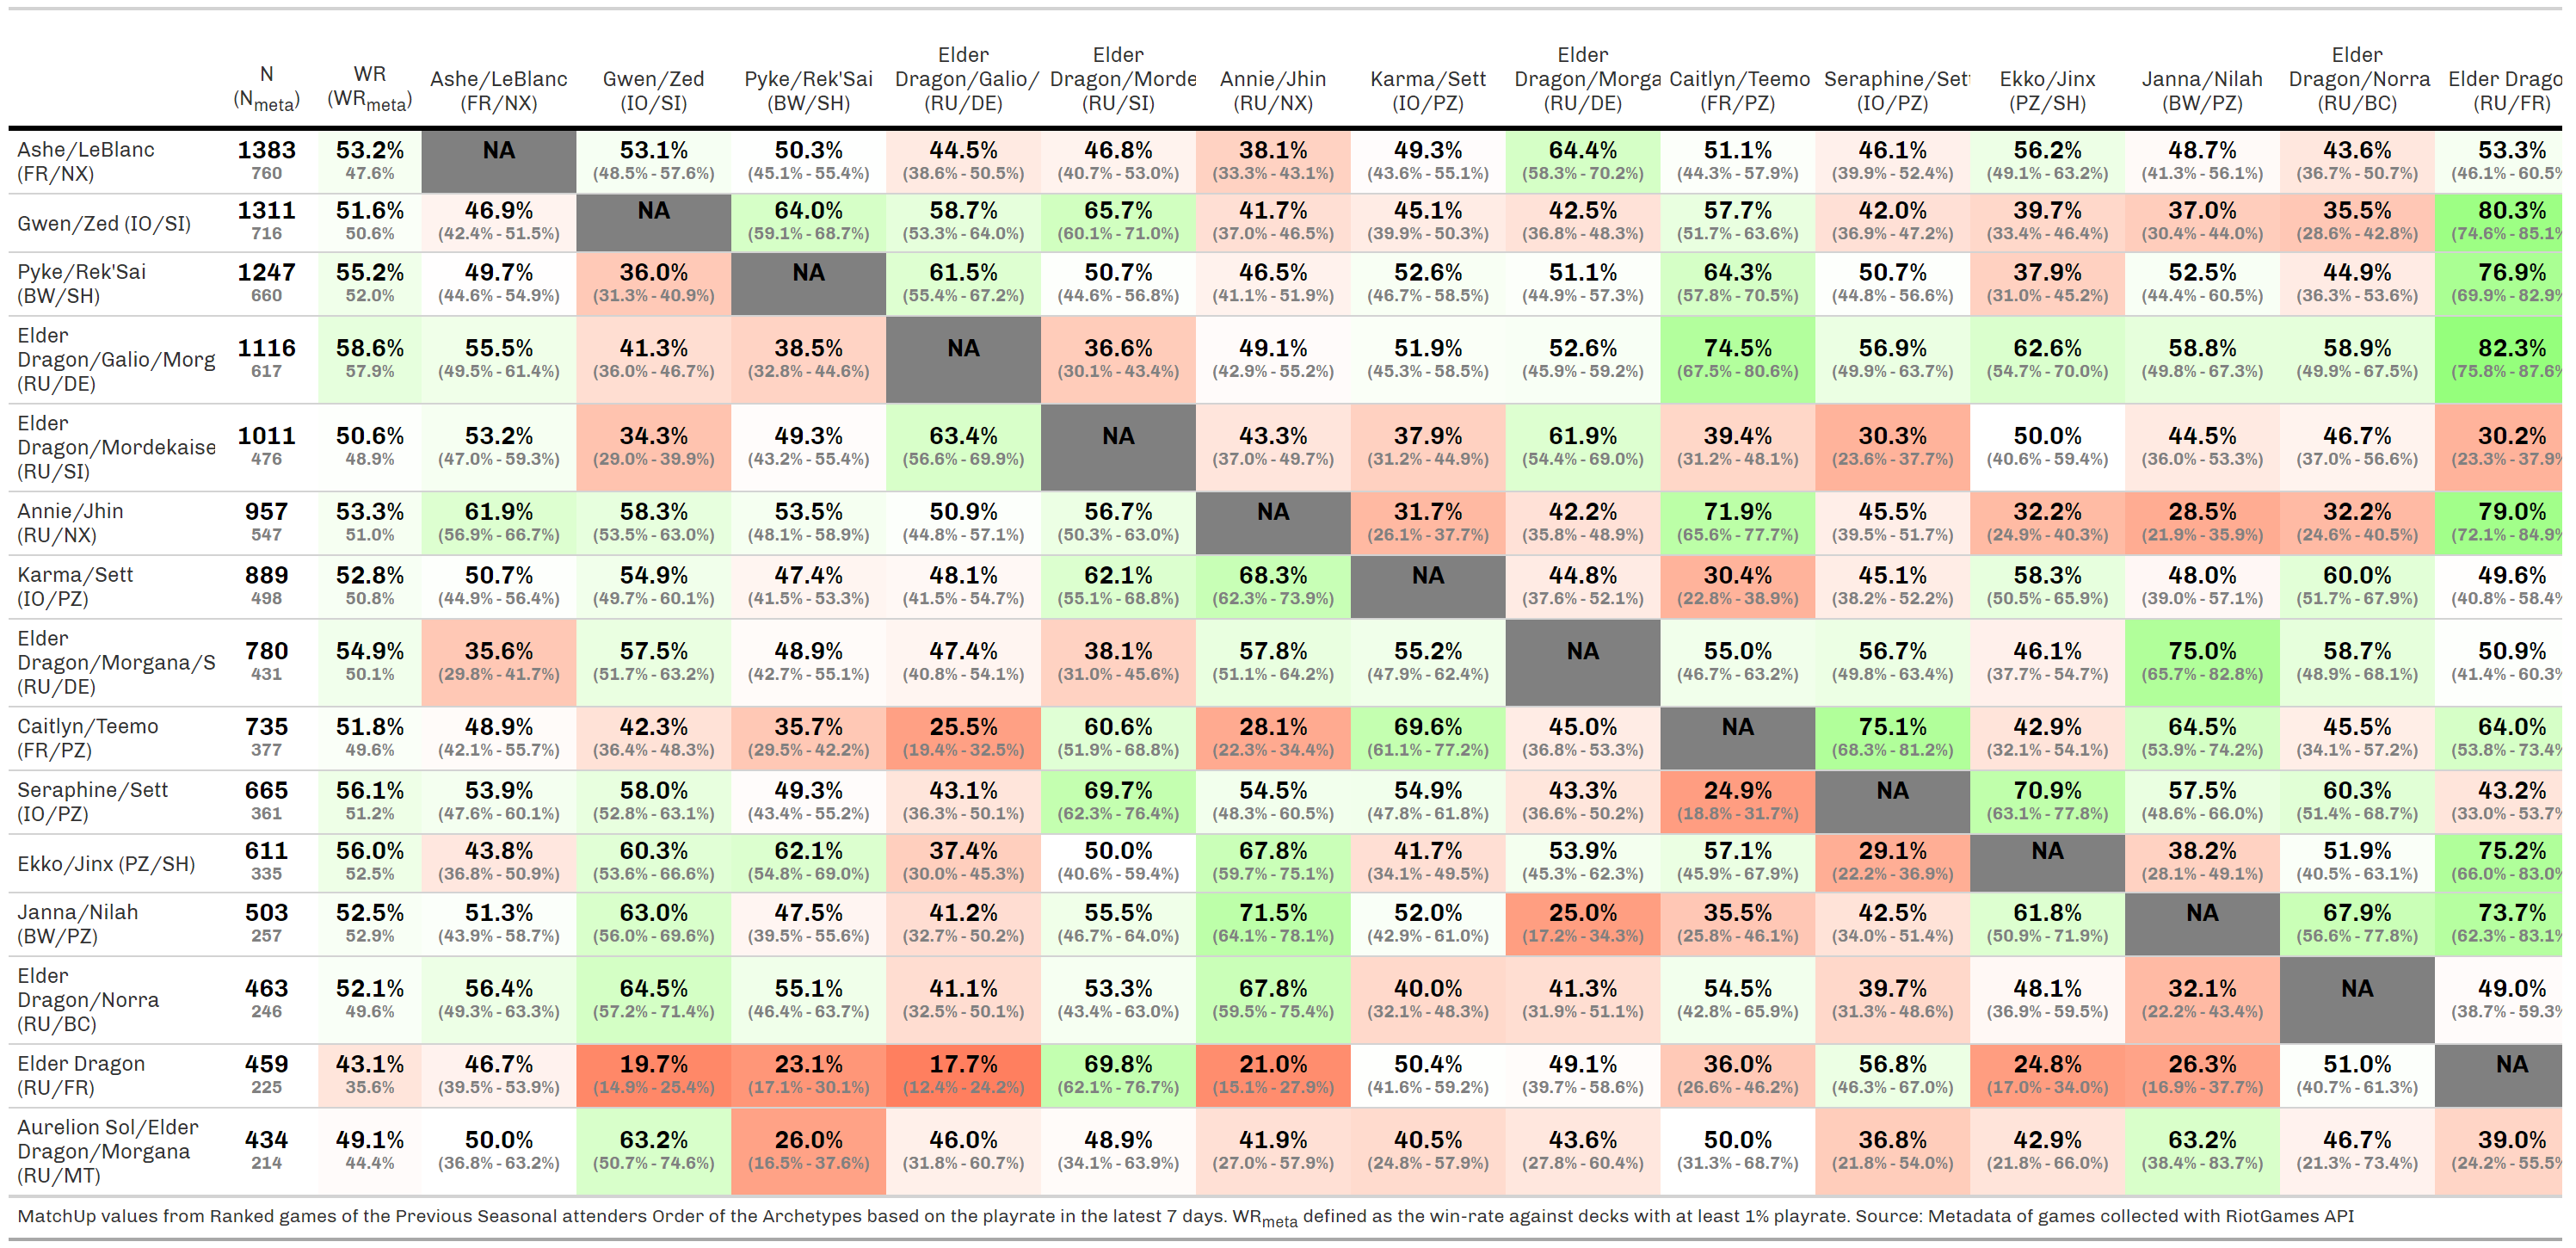 Elder Elder Elder Elder
N WR Ashe/LeBlanc Gwen/Zed Pyke/Rek'Sai Dragon/Galio/ Dragon/Morde Annie/Jhin Karma/Sett Dragon/Morga Caitlyn/Teemo Seraphine/Set Ekko/Jinx Janna/Nilah Dragon/Norra Elder Drago
(Nmeta) (WRmeta) (FR/NX) (IO/SI) (BW/SH) (RU/DE) (RU/SI) (RU/NX) (IO/PZ) (RU/DE) (FR/PZ) (IO/PZ) (PZ/SH) (BW/PZ) (RU/BC) (RU/FR)
Ashe/LeBlanc 1383 53.2% NA 53.1% 50.3% 44.5% 46.8% 38.1% 49.3% 64.4% 51.1% 46.1% 56.2% 48.7% 43.6% 53.3%
(FR/NX) 760 47.6% (48.5% - 57.6%) (45.1% - 55.4%) (38.6% - 50.5%) (40.7% - 53.0%) (33.3% - 43.1%) (43.6% - 55.1%) (58.3% - 70.2%) (44.3% - 57.9%) (39.9% - 52.4%) (49.1% - 63.2%) (41.3% - 56.1%) (36.7% - 50.7%) (46.1% - 60.5%
Gwen/Zed (IO/SI) 1311 51.6% 46.9% NA 64.0% 58.7% 65.7% 41.7% 45.1% 42.5% 57.7% 42.0% 39.7% 37.0% 35.5% 80.3%
716 50.6% (42.4% - 51.5%) (59.1% - 68.7%) (53.3% - 64.0%) (60.1% - 71.0%) (37.0% - 46.5%) (39.9% - 50.3%) (36.8% - 48.3%) (51.7% - 63.6%) (36.9% - 47.2%) (33.4% - 46.4%) (30.4% - 44.0%) (28.6% - 42.8%) (74.6% - 85.1%
Pyke/Rek'Sai 1247 55.2% 49.7% 36.0% NA 61.5% 50.7% 46.5% 52.6% 51.1% 64.3% 50.7% 37.9% 52.5% 44.9% 76.9%
(BW/SH) 660 52.0% (44.6% - 54.9%) (31.3% - 40.9%) (55.4% - 67.2%) (44.6% - 56.8%) (41.1% - 51.9%) (46.7% - 58.5%) (44.9% - 57.3%) (57.8% - 70.5%) (44.8% - 56.6%) (31.0% - 45.2%) (44.4% - 60.5%) (36.3% - 53.6%) (69.9% - 82.9%
Elder
Dragon/Galio/Morg 1116 58.6% 55.5% 41.3% 38.5% NA 36.6% 49.1% 51.9% 52.6% 74.5% 56.9% 62.6% 58.8% 58.9% 82.3%
(RU/DE) 617 57.9% (49.5% - 61.4%) (36.0% - 46.7%) (32.8% - 44.6%) (30.1% - 43.4%) (42.9% - 55.2%) (45.3% - 58.5%) (45.9% - 59.2%) (67.5% - 80.6%) (49.9% - 63.7%) (54.7% - 70.0%) (49.8% - 67.3%) (49.9% - 67.5%) (75.8% - 87.6%
Elder
Dragon/Mordekaise 1011 50.6% 53.2% 34.3% 49.3% 63.4% NA 43.3% 37.9% 61.9% 39.4% 30.3% 50.0% 44.5% 46.7% 30.2%
(RU/SI) 476 48.9% (47.0% - 59.3%) (29.0% - 39.9%) (43.2% - 55.4%) (56.6% - 69.9%) (37.0% - 49.7%) (31.2% - 44.9%) (54.4% - 69.0%) (31.2% - 48.1%) (23.6% - 37.7%) (40.6% - 59.4%) (36.0% - 53.3%) (37.0% - 56.6%) (23.3% - 37.9%
Annie/Jhin 957 53.3% 61.9% 58.3% 53.5% 50.9% 56.7% NA 31.7% 42.2% 71.9% 45.5% 32.2% 28.5% 32.2% 79.0%
(RU/NX) 547 51.0% (56.9% - 66.7%) (53.5% - 63.0%) (48.1% - 58.9%) (44.8% - 57.1%) (50.3% - 63.0%) (26.1% - 37.7%) (35.8% - 48.9%) (65.6% - 77.7%) (39.5% - 51.7%) (24.9% - 40.3%) (21.9% - 35.9%) (24.6% - 40.5%) (72.1% - 84.9%
Karma/Sett 889 52.8% 50.7% 54.9% 47.4% 48.1% 62.1% 68.3% NA 44.8% 30.4% 45.1% 58.3% 48.0% 60.0% 49.6%
(IO/PZ) 498 50.8% (44.9% - 56.4%) (49.7% - 60.1%) (41.5% - 53.3%) (41.5% - 54.7%) (55.1% - 68.8%) (62.3% - 73.9%) (37.6% - 52.1%) (22.8% - 38.9%) (38.2% - 52.2%) (50.5% - 65.9%) (39.0% - 57.1%) (51.7% - 67.9%) (40.8% - 58.4%
Elder
Dragon/Morgana/S 780 54.9% 35.6% 57.5% 48.9% 47.4% 38.1% 57.8% 55.2% NA 55.0% 56.7% 46.1% 75.0% 58.7% 50.9%
(RU/DE) 431 50.1% (29.8% - 41.7%) (51.7% - 63.2%) (42.7% - 55.1%) (40.8% - 54.1%) (31.0% - 45.6%) (51.1% - 64.2%) (47.9% - 62.4%) (46.7% - 63.2%) (49.8% - 63.4%) (37.7% - 54.7%) (65.7% - 82.8%) (48.9% - 68.1%) (41.4% - 60.3%
Caitlyn/Teemo 735 51.8% 48.9% 42.3% 35.7% 25.5% 60.6% 28.1% 69.6% 45.0% NA 75.1% 42.9% 64.5% 45.5% 64.0%
(FR/PZ) 377 49.6% (42.1% - 55.7%) (36.4% - 48.3%) (29.5% - 42.2%) (19.4% - 32.5%) (51.9% - 68.8%) (22.3% - 34.4%) (61.1% - 77.2%) (36.8% - 53.3%) (68.3% - 81.2%) (32.1% - 54.1%) (53.9% - 74.2%) (34.1% - 57.2%) (53.8% - 73.4%
Seraphine/Sett 665 56.1% 53.9% 58.0% 49.3% 43.1% 69.7% 54.5% 54.9% 43.3% 24.9% NA 70.9% 57.5% 60.3% 43.2%
(IO/PZ) 361 51.2% (47.6% - 60.1%) (52.8% - 63.1%) (43.4% - 55.2%) (36.3% - 50.1%) (62.3% - 76.4%) (48.3% - 60.5%) (47.8% - 61.8%) (36.6% - 50.2%) (18.8% - 31.7%) (63.1% - 77.8%) (48.6% - 66.0%) (51.4% - 68.7%) (33.0% - 53.7%
Ekko/Jinx (PZ/SH) 611 56.0% 43.8% 60.3% 62.1% 37.4% 50.0% 67.8% 41.7% 53.9% 57.1% 29.1% NA 38.2% 51.9% 75.2%
335 52.5% (36.8% - 50.9%) (53.6% - 66.6%) (54.8% - 69.0%) (30.0% - 45.3%) (40.6% - 59.4%) (59.7% - 75.1%) (34.1% - 49.5%) (45.3% - 62.3%) (45.9% - 67.9%) (22.2% - 36.9%) (28.1% - 49.1%) (40.5% - 63.1%) (66.0% - 83.0%
Janna/Nilah 503 52.5% 51.3% 63.0% 47.5% 41.2% 55.5% 71.5% 52.0% 25.0% 35.5% 42.5% 61.8% NA 67.9% 73.7%
(BW/PZ) 257 52.9% (43.9% - 58.7%) (56.0% - 69.6%) (39.5% - 55.6%) (32.7% - 50.2%) (46.7% - 64.0%) (64.1% - 78.1%) (42.9% - 61.0%) (17.2% - 34.3%) (25.8% - 46.1%) (34.0% - 51.4%) (50.9% - 71.9%) (56.6% - 77.8%) (62.3% - 83.1%
Elder
Dragon/Norra 463 52.1% 56.4% 64.5% 55.1% 41.1% 53.3% 67.8% 40.0% 41.3% 54.5% 39.7% 48.1% 32.1% NA 49.0%
(RU/BC) 246 49.6% (49.3% - 63.3%) (57.2% - 71.4%) (46.4% - 63.7%) (32.5% - 50.1%) (43.4% - 63.0%) (59.5% - 75.4%) (32.1% - 48.3%) (31.9% - 51.1%) (42.8% - 65.9%) (31.3% - 48.6%) (36.9% - 59.5%) (22.2% - 43.4%) (38.7% - 59.3%
Elder Dragon 459 43.1% 46.7% 19.7% 23.1% 17.7% 69.8% 21.0% 50.4% 49.1% 36.0% 56.8% 24.8% 26.3% 51.0% NA
(RU/FR) 225 35.6% (39.5% - 53.9%) (14.9% - 25.4%) (17.1% - 30.1%) (12.4% - 24.2%) (62.1% - 76.7%) (15.1% - 27.9%) (41.6% - 59.2%) (39.7% - 58.6%) (26.6% - 46.2%) (46.3% - 67.0%) (17.0% - 34.0%) (16.9% - 37.7%) (40.7% - 61.3%)
Aurelion Sol/Elder
Dragon/Morgana 434 49.1% 50.0% 63.2% 26.0% 46.0% 48.9% 41.9% 40.5% 43.6% 50.0% 36.8% 42.9% 63.2% 46.7% 39.0%
(RU/MT) 214 44.4% (36.8% - 63.2%) (50.7% - 74.6%) (16.5% - 37.6%) (31.8% - 60.7%) (34.1% - 63.9%) (27.0% - 57.9%) (24.8% - 57.9%) (27.8% - 60.4%) (31.3% - 68.7%) (21.8% - 54.0%) (21.8% - 66.0%) (38.4% - 83.7%) (21.3% - 73.4%) (24.2% - 55.5%
MatchUp values from Ranked games of the Previous Seasonal attenders Order of the Archetypes based on the playrate in the latest 7 days. WRmeta defined as the win-rate against decks with at least 1% playrate. Source: Metadata of games collected with RiotGames API